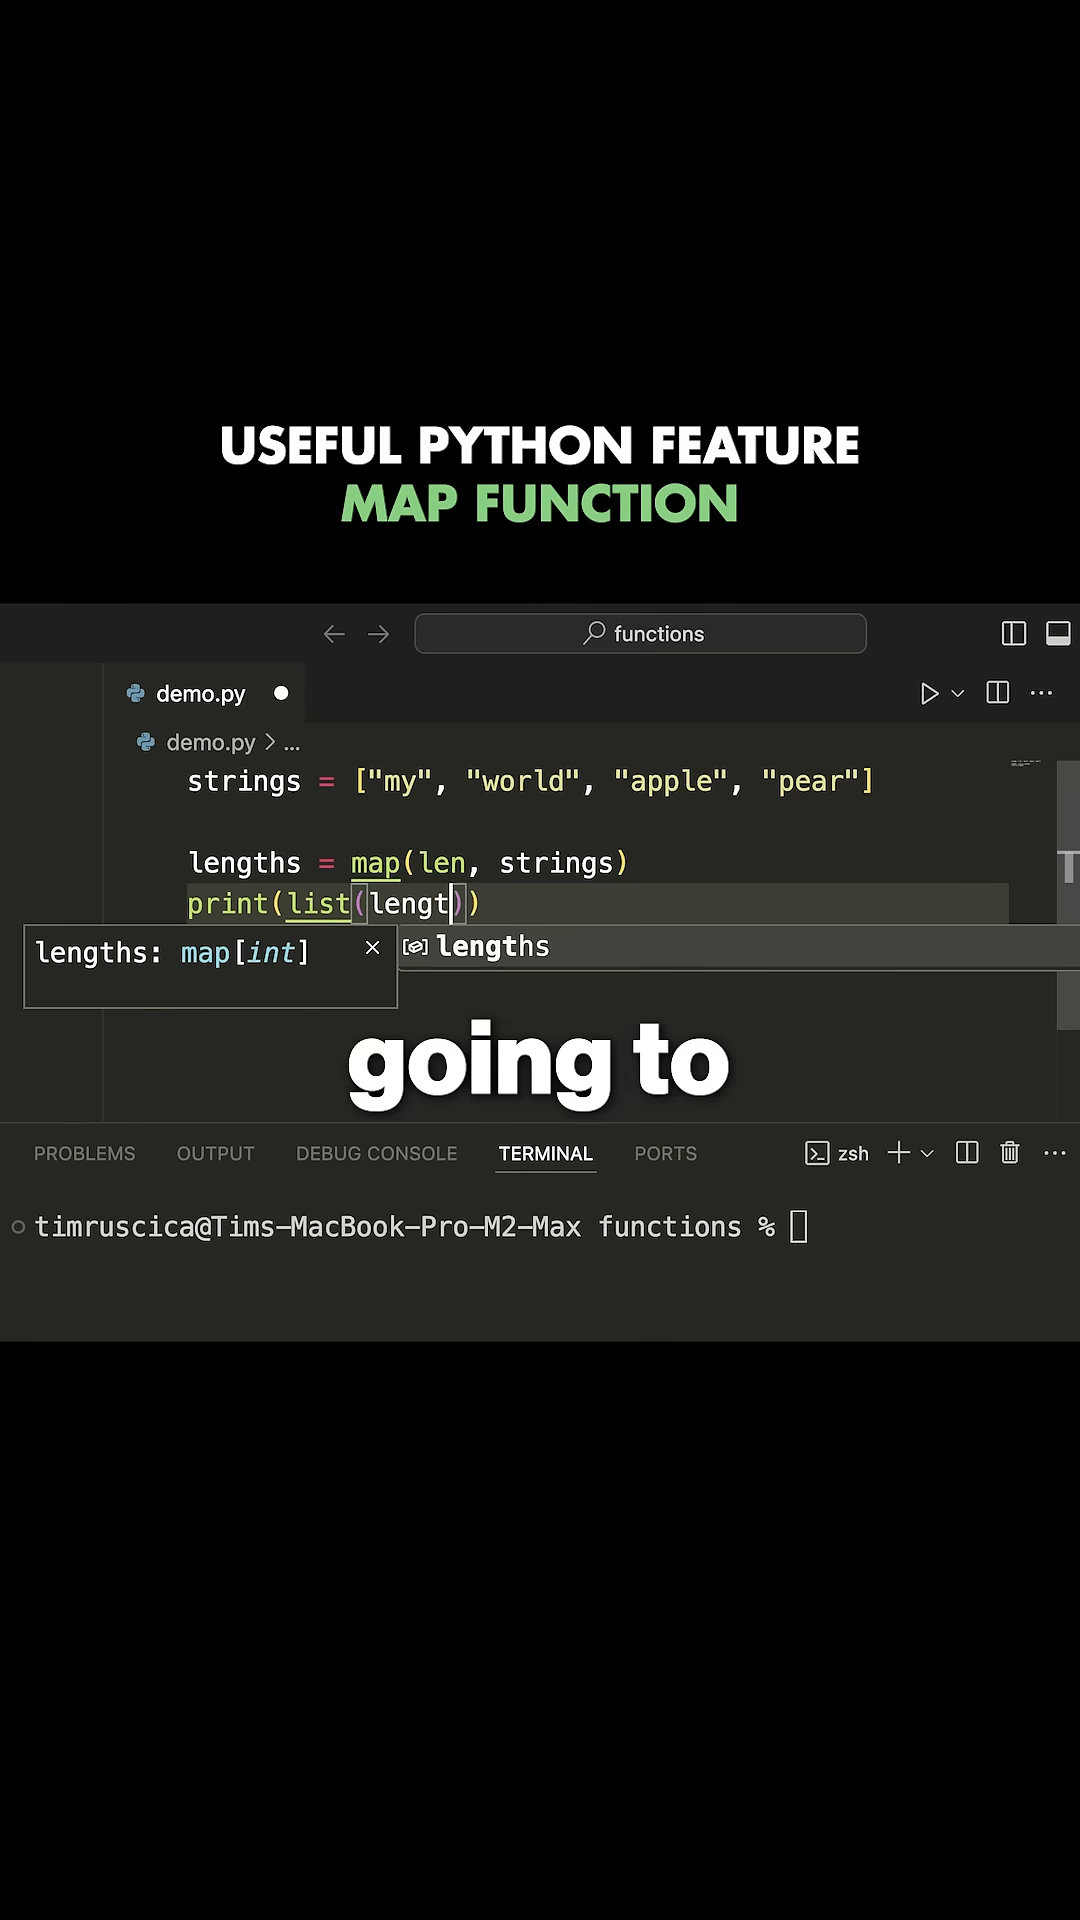 USEFUL PYTHON FEATURE
MAP FUNCTION
functions
demo.py
demo.py > ...
strings = ["my", "world", "apple", "pear"]
lengths = map(len, strings)
print(list(lengt))
lengths: map[int]
lengths
going to
PROBLEMS OUTPUT DEBUG CONSOLE TERMINAL PORTS zsh
timruscica@Tims-MacBook-Pro-M2-Max functions %